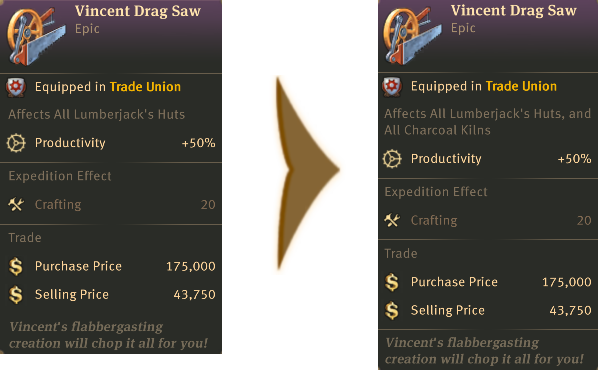 Vincent Drag Saw
Epic
Equipped in Trade Union
Affects All Lumberjack's Huts
Productivity +50%
Expedition Effect
Crafting 20
Trade
Purchase Price 175,000
Selling Price 43,750
Vincent's flabbergasting
creation will chop it all for you!
Vincent Drag Saw
Epic
Equipped in Trade Union
Affects All Lumberjack's Huts, and
All Charcoal Kilns
Productivity +50%
Expedition Effect
Crafting 20
Trade
Purchase Price 175,000
Selling Price 43,750
Vincent's flabbergasting
creation will chop it all for you!